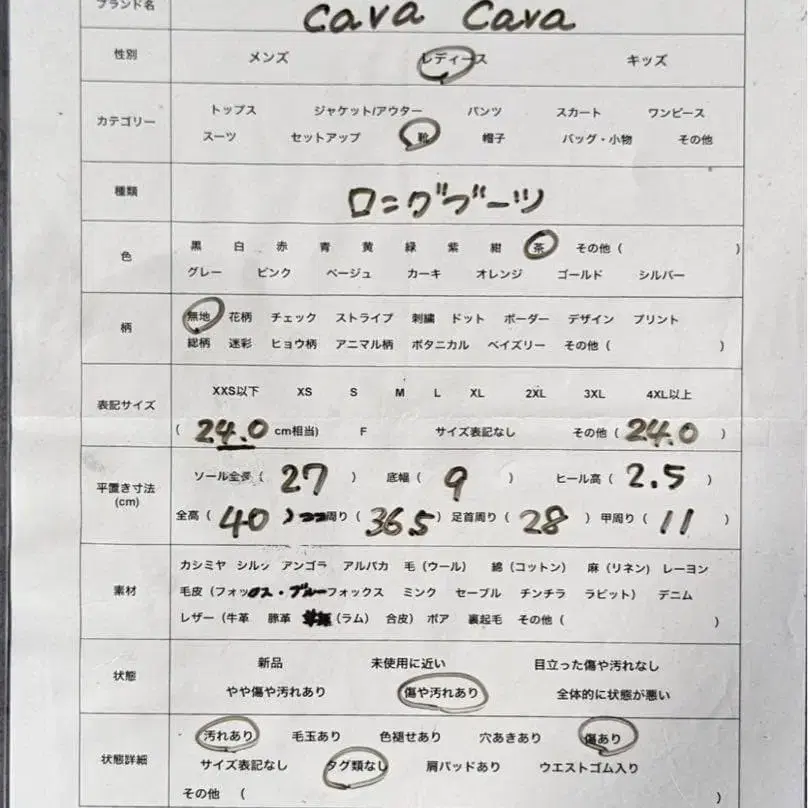 ブランド名 cava cava
性別 メンズ レディース キッズ
カテゴリー トップス ジャケット/アウター パンツ スカート ワンピース
スーツ セットアップ 靴 帽子 バッグ・小物 その他
種類 ロングブーツ
色 黒 白 赤 青 黄 緑 紫 紺 茶 その他 ( )
グレー ピンク ベージュ カーキ オレンジ ゴールド シルバー
柄 無地 花柄 チェック ストライプ 刺繍 ドット ボーダー デザイン プリント
総柄 迷彩 ヒョウ柄 アニマル柄 ボタニカル ペイズリー その他 ( )
表記サイズ XXS以下 XS S M L XL 2XL 3XL 4XL以上
( 24.0 cm相当) F サイズ表記なし その他 ( 24.0 )
平置き寸法 (cm) ソール全長 ( 27 ) 底幅 ( 9 ) ヒール高 ( 2.5 )
全高 ( 40 ) 周り ( 36.5 ) 足首周り ( 28 ) 甲周り ( 11 )
素材 カシミヤ シルク アンゴラ アルパカ 毛 (ウール) 綿 (コットン) 麻 (リネン) レーヨン
毛皮 (フォックス・ブルーフォックス ミンク セーブル チンチラ ラビット) デニム
レザー (牛革 豚革 (ラム) 合皮) ボア 裏起毛 その他 ( )
状態 新品 未使用に近い 目立った傷や汚れなし
やや傷や汚れあり 傷や汚れあり 全体的に状態が悪い
状態詳細 汚れあり 毛玉あり 色褪せあり 穴あきあり 傷あり
サイズ表記なし タグ類なし 肩パッドあり ウエストゴム入り
その他 ( )